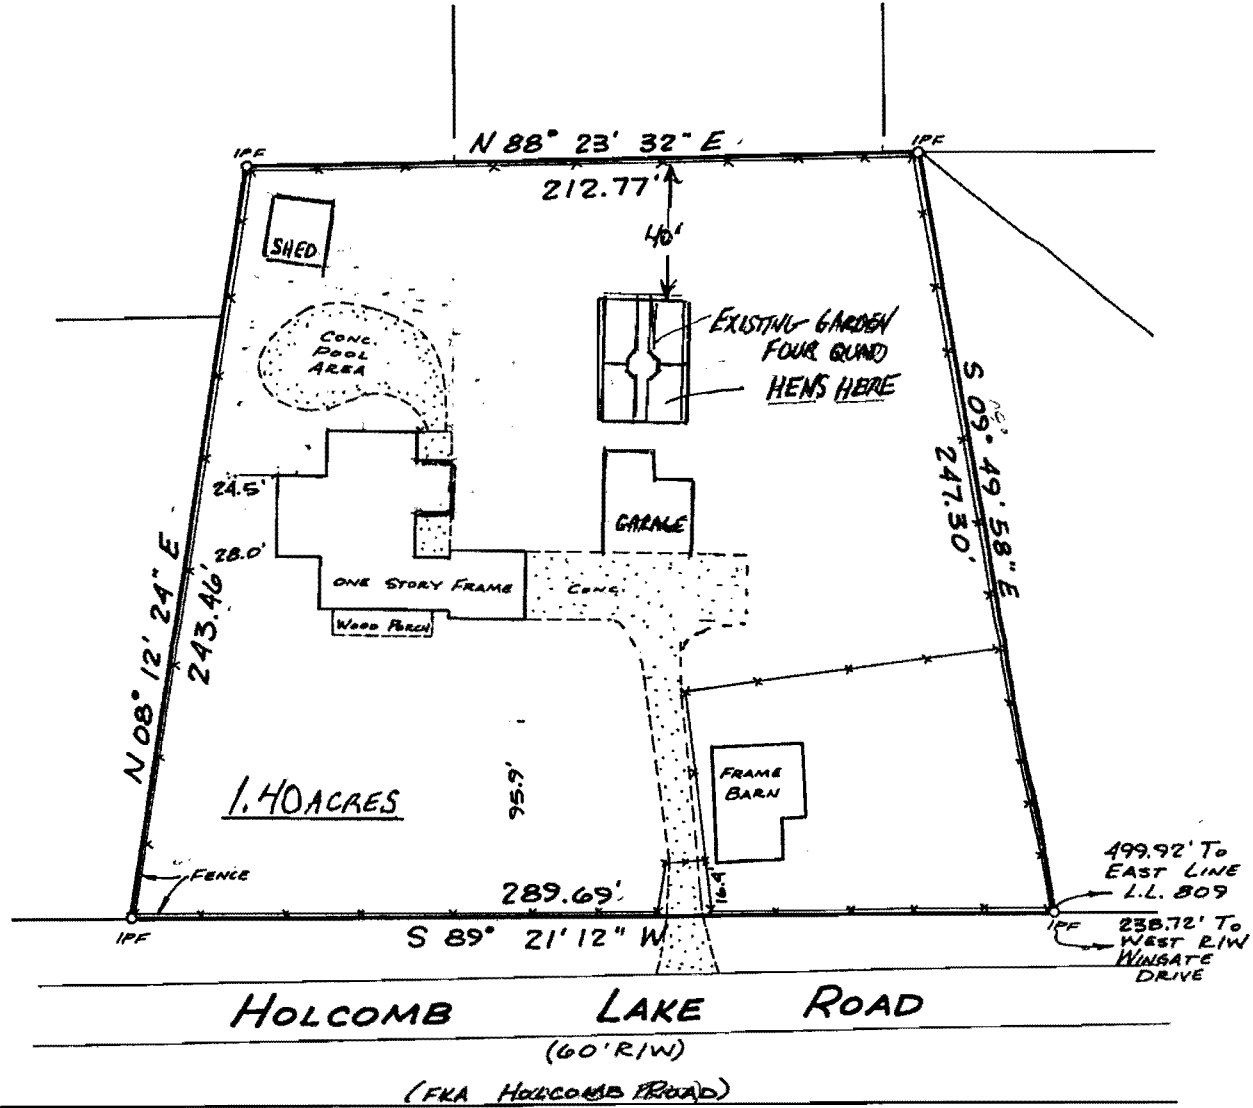 IPF
N 88° 23' 32" E
IPF
212.77'
40'
SHED
EXISTING GARDEN
FOUR QUAD
HENS HERE
CONC.
POOL
AREA
S 09° 49' 58" E
247.30'
24.5'
28.0'
GARAGE
ONE STORY FRAME
CONC.
WOOD PORCH
N 08° 12' 24" E
243.46'
95.9'
FRAME
BARN
1.40 ACRES
FENCE
16.4'
289.69'
S 89° 21' 12" W
IPF
IPF
499.92' To
EAST LINE
L.L. 809
238.72' To
WEST R/W
WINGATE
DRIVE
HOLCOMB LAKE ROAD
(60' R/W)
(FKA HOLCOMB ROAD)